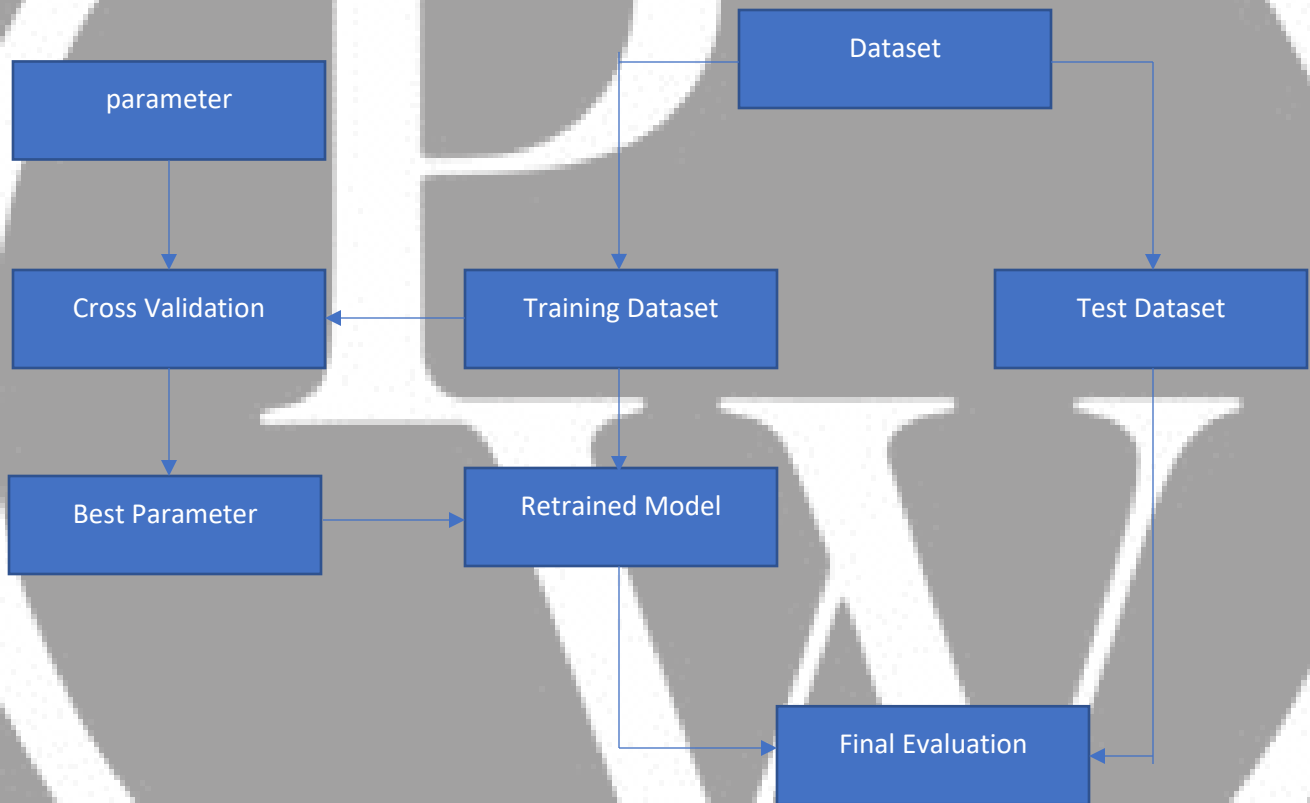 Dataset
parameter
Cross Validation
Training Dataset
Test Dataset
Best Parameter
Retrained Model
Final Evaluation